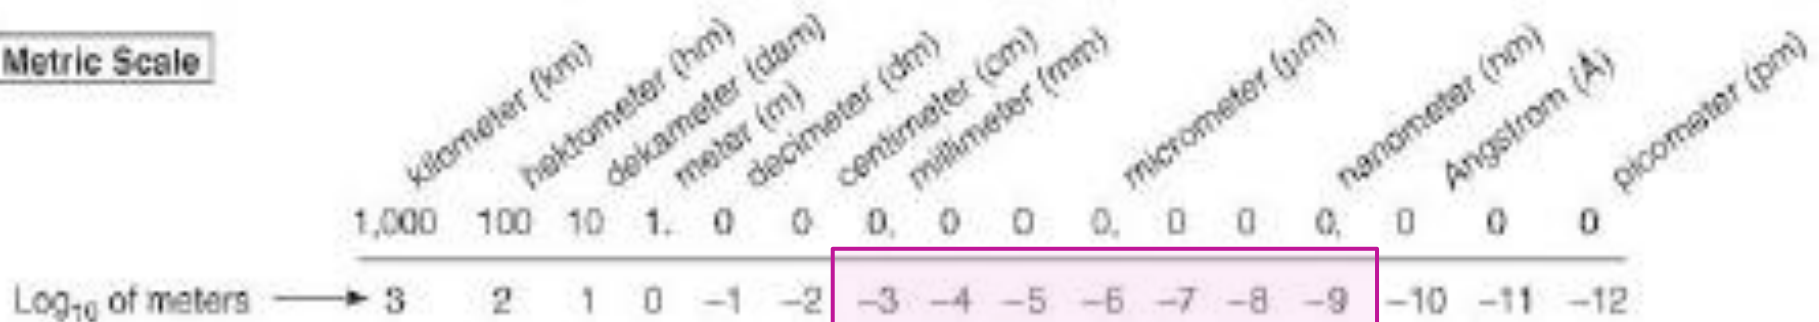 Metric Scale
kilometer (km)
hektometer (hm)
dekameter (dam)
meter (m)
decimeter (dm)
centimeter (cm)
millimeter (mm)
micrometer (μm)
nanometer (nm)
Angstrom (Å)
picometer (pm)
1,000 100 10 1. 0 0 0, 0 0 0, 0 0 0, 0 0 0
Log₁₀ of meters 3 2 1 0 −1 −2 −3 −4 −5 −6 −7 −8 −9 −10 −11 −12